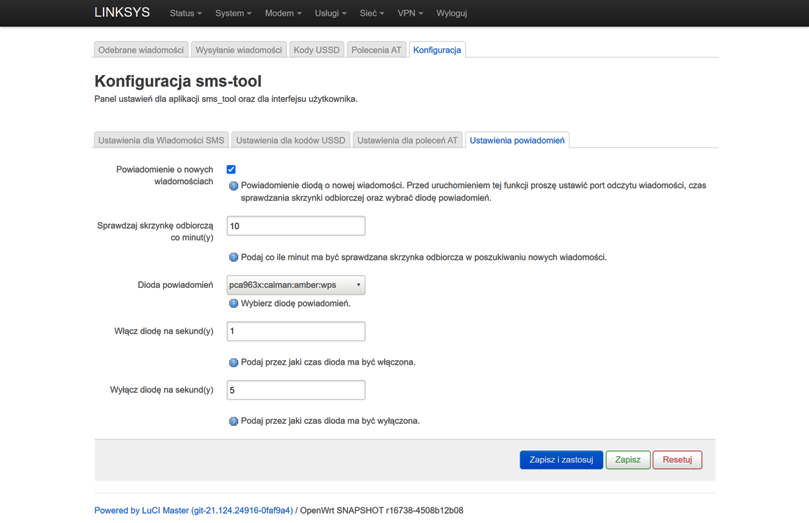 LINKSYS Status System Modem Usługi Sieć VPN Wyloguj
Odebrane wiadomości Wysyłanie wiadomości Kody USSD Polecenia AT Konfiguracja
Konfiguracja sms-tool
Panel ustawień dla aplikacji sms_tool oraz dla interfejsu użytkownika.
Ustawienia dla Wiadomości SMS Ustawienia dla kodów USSD Ustawienia dla poleceń AT Ustawienia powiadomień
Powiadomienie o nowych
wiadomościach
Powiadomienie diodą o nowej wiadomości. Przed uruchomieniem tej funkcji proszę ustawić port odczytu wiadomości, czas
sprawdzania skrzynki odbiorczej oraz wybrać diodę powiadomień.
Sprawdzaj skrzynkę odbiorczą
co minut(y)
10
Podaj co ile minut ma być sprawdzana skrzynka odbiorcza w poszukiwaniu nowych wiadomości.
Dioda powiadomień pca963x:caiman:amber:wps
Wybierz diodę powiadomień.
Włącz diodę na sekund(y) 1
Podaj przez jaki czas dioda ma być włączona.
Wyłącz diodę na sekund(y) 5
Podaj przez jaki czas dioda ma być wyłączona.
Zapisz i zastosuj Zapisz Resetuj
Powered by LuCI Master (git-21.124.24916-0faf9a4) / OpenWrt SNAPSHOT r16738-4508b12b08